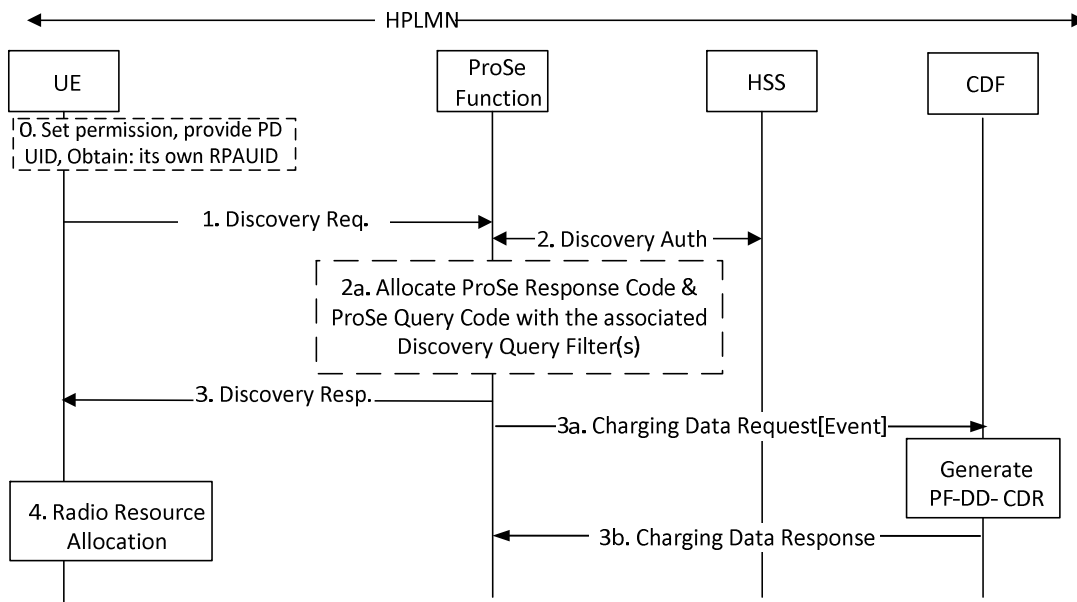 HPLMN
UE
ProSe
Function
HSS
CDF
0. Set permission, provide PD
UID, Obtain: its own RPAUID
1. Discovery Req.
2. Discovery Auth
2a. Allocate ProSe Response Code &
ProSe Query Code with the associated
Discovery Query Filter(s)
3. Discovery Resp.
3a. Charging Data Request[Event]
Generate
PF-DD- CDR
4. Radio Resource
Allocation
3b. Charging Data Response